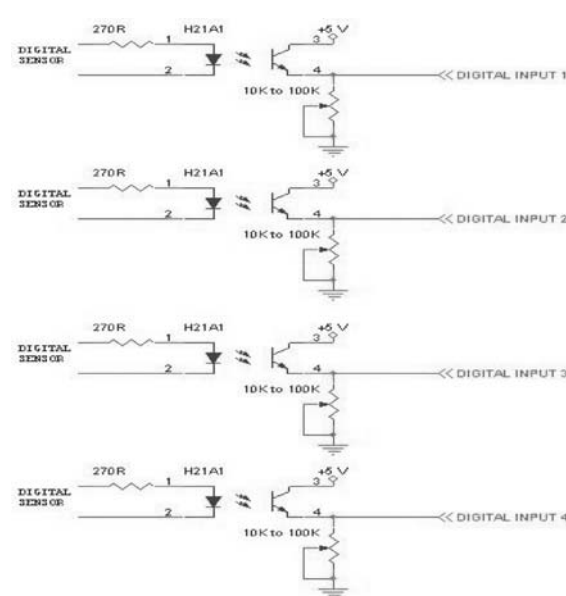 270R 1 H21A1 3 +5 V
DIGITAL
SENSOR
2 4 DIGITAL INPUT 1
10K to 100K
270R 1 H21A1 3 +5 V
DIGITAL
SENSOR
2 4 DIGITAL INPUT 2
10K to 100K
270R 1 H21A1 3 +5 V
DIGITAL
SENSOR
2 4 DIGITAL INPUT 3
10K to 100K
270R 1 H21A1 3 +5 V
DIGITAL
SENSOR
2 4 DIGITAL INPUT 4
10K to 100K